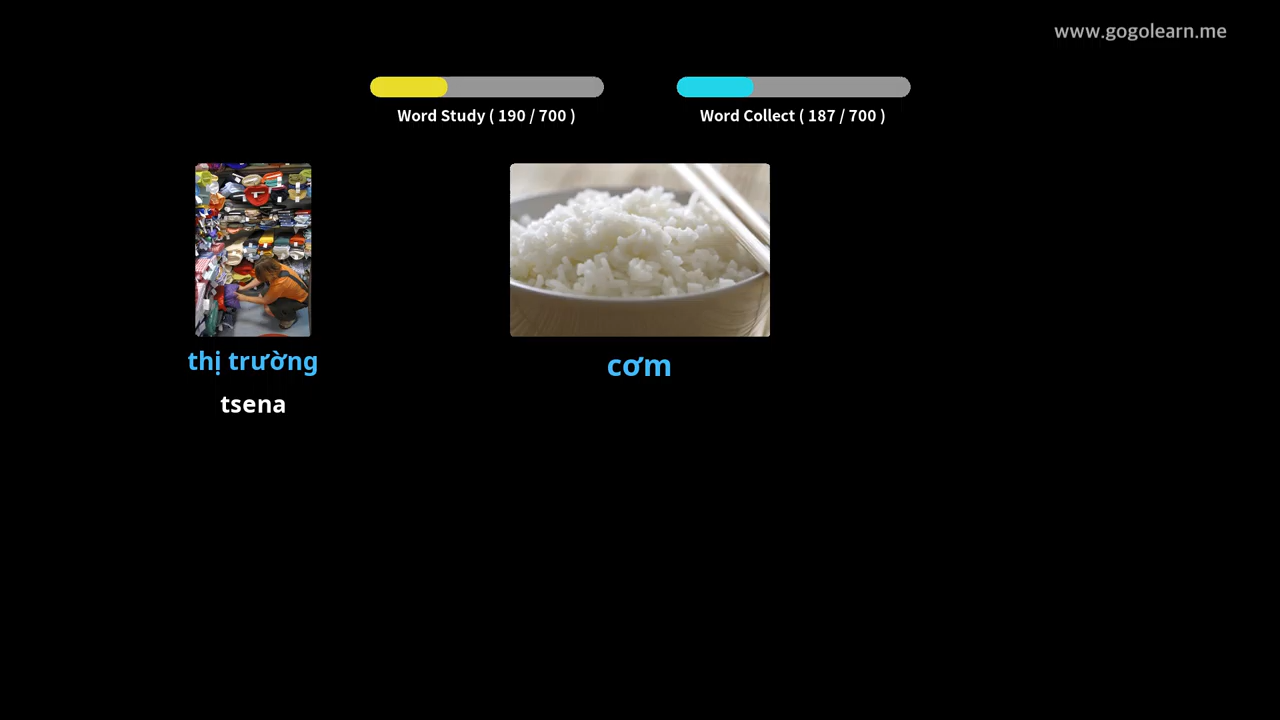 www.gogolearn.me
Word Study ( 190 / 700 )
Word Collect ( 187 / 700 )
thị trường
tsena
cơm